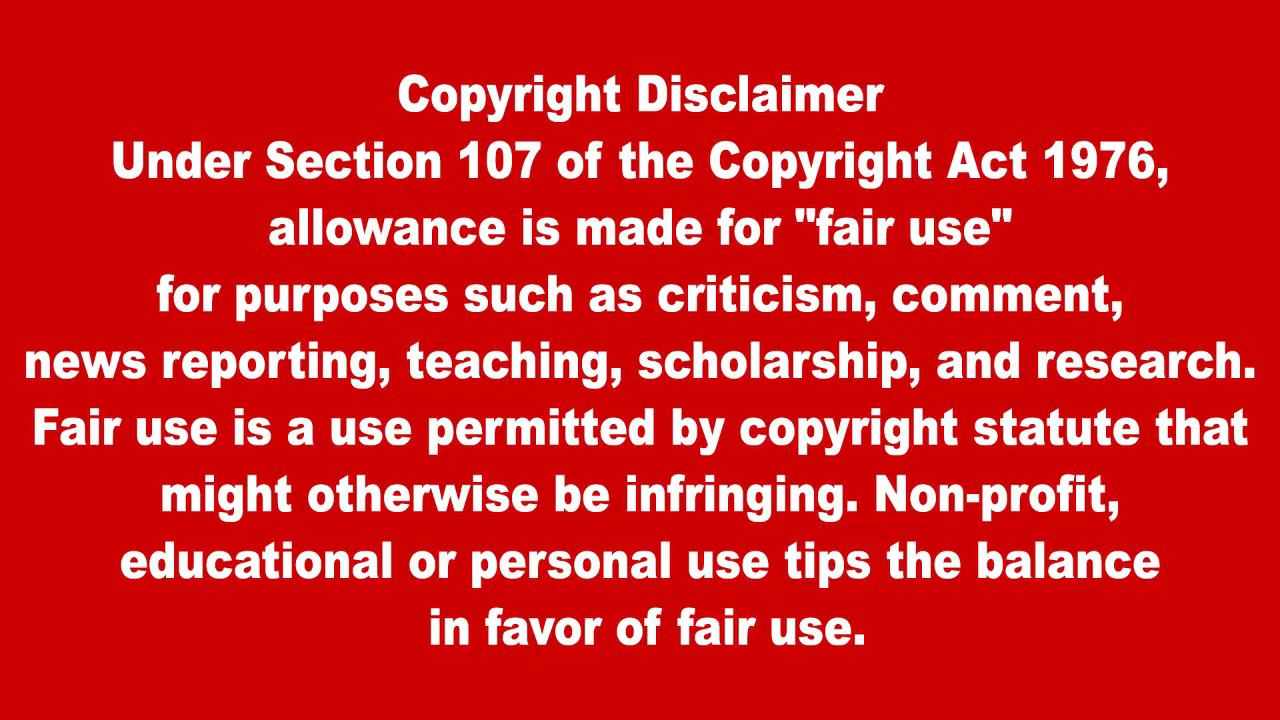 Copyright Disclaimer
Under Section 107 of the Copyright Act 1976,
allowance is made for "fair use"
for purposes such as criticism, comment,
news reporting, teaching, scholarship, and research.
Fair use is a use permitted by copyright statute that
might otherwise be infringing. Non-profit,
educational or personal use tips the balance
in favor of fair use.